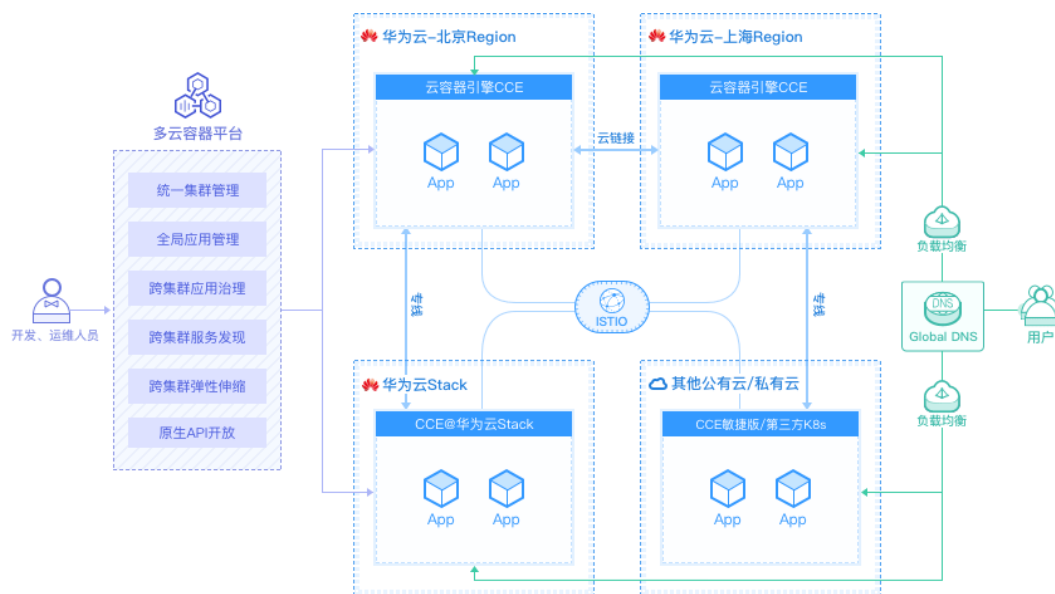 多云容器平台
统一集群管理
全局应用管理
跨集群应用治理
跨集群服务发现
跨集群弹性伸缩
原生API开放
开发、运维人员
华为云-北京Region
云容器引擎CCE
App
App
云链接
华为云-上海Region
云容器引擎CCE
App
App
专线
ISTIO
专线
华为云Stack
CCE@华为云Stack
App
App
其他公有云/私有云
CCE敏捷版/第三方K8s
App
App
负载均衡
DNS
Global DNS
用户
负载均衡